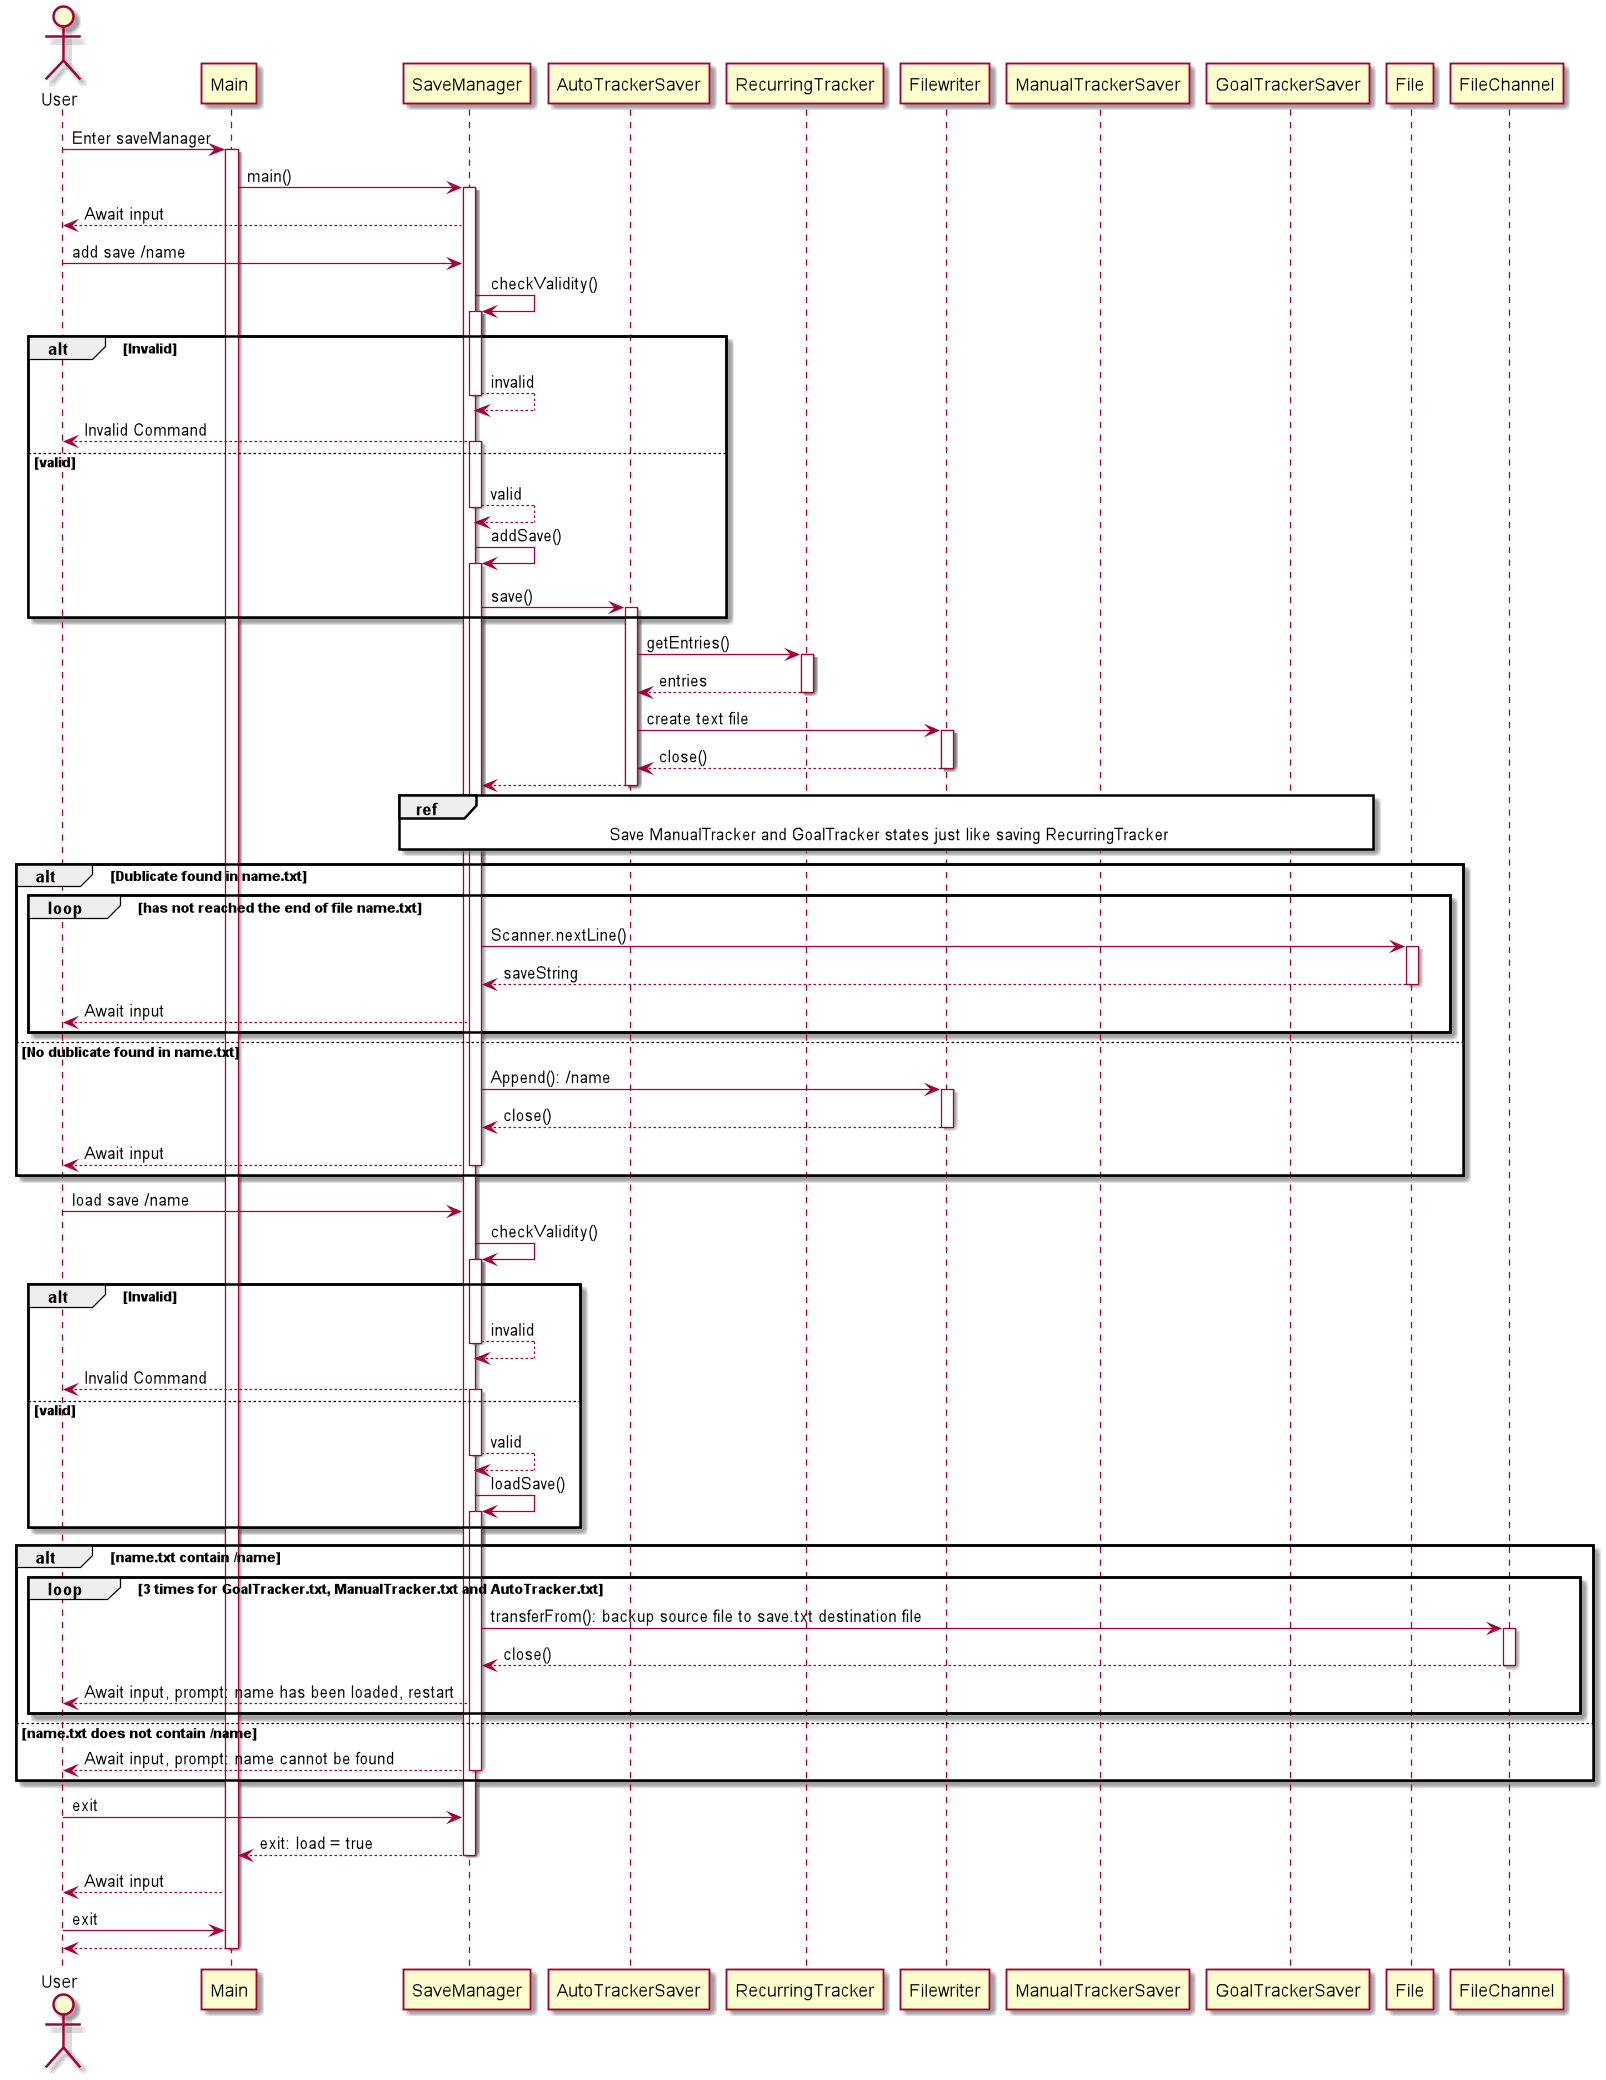 User
Main
SaveManager
AutoTrackerSaver
RecurringTracker
Filewriter
ManualTrackerSaver
GoalTrackerSaver
File
FileChannel
Enter saveManager
main()
Await input
add save /name
checkValidity()
alt
[Invalid]
invalid
Invalid Command
[valid]
valid
addSave()
save()
getEntries()
entries
create text file
close()
ref
Save ManualTracker and GoalTracker states just like saving RecurringTracker
alt
[Dublicate found in name.txt]
loop
[has not reached the end of file name.txt]
Scanner.nextLine()
saveString
Await input
[No dublicate found in name.txt]
Append(): /name
close()
Await input
load save /name
checkValidity()
alt
[Invalid]
invalid
Invalid Command
[valid]
valid
loadSave()
alt
[name.txt contain /name]
loop
[3 times for GoalTracker.txt, ManualTracker.txt and AutoTracker.txt]
transferFrom(): backup source file to save.txt destination file
close()
Await input, prompt: name has been loaded, restart
[name.txt does not contain /name]
Await input, prompt: name cannot be found
exit
exit: load = true
Await input
exit
User
Main
SaveManager
AutoTrackerSaver
RecurringTracker
Filewriter
ManualTrackerSaver
GoalTrackerSaver
File
FileChannel